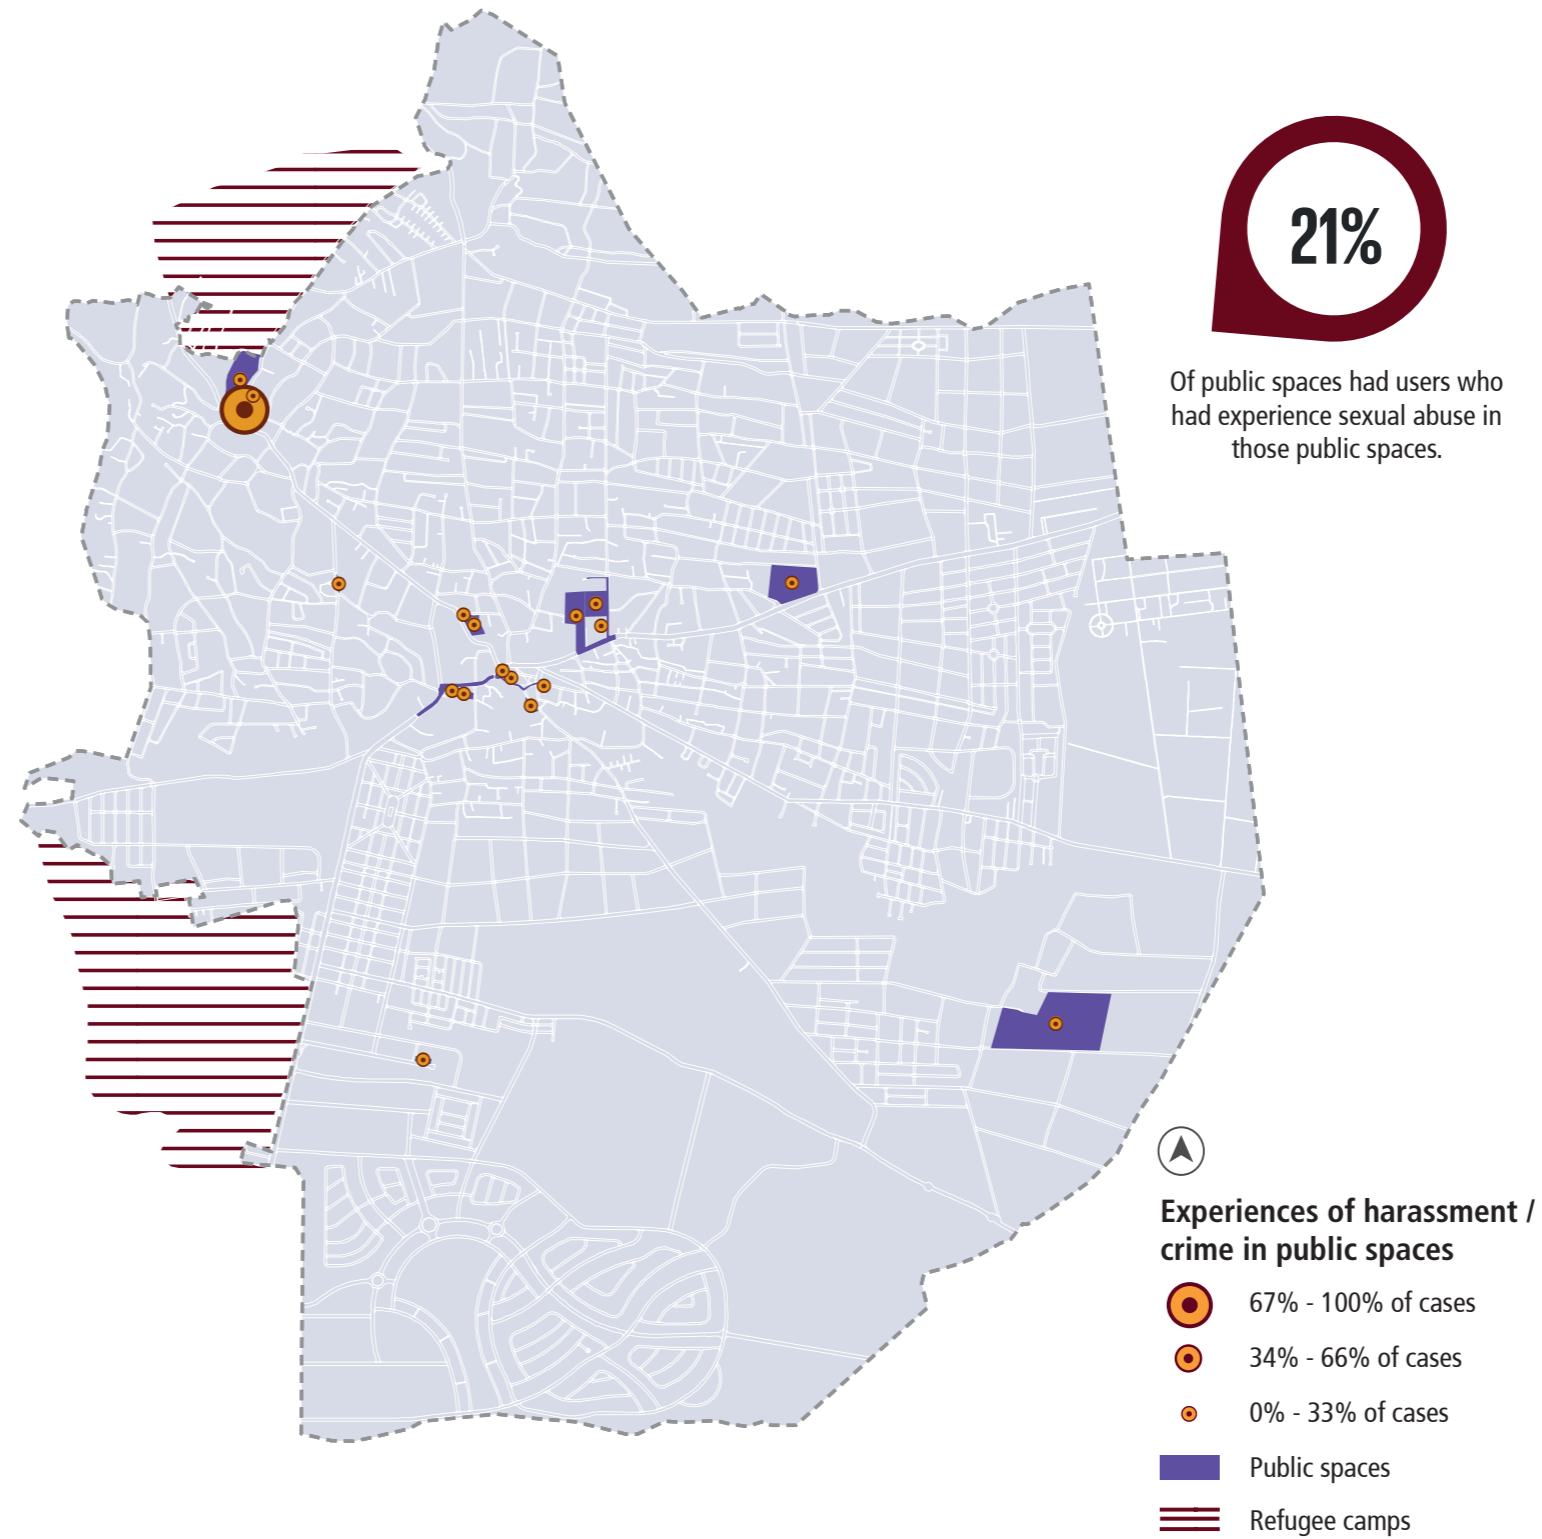 21%
Of public spaces had users who
had experience sexual abuse in
those public spaces.
Experiences of harassment /
crime in public spaces
67% - 100% of cases
34% - 66% of cases
0% - 33% of cases
Public spaces
Refugee camps